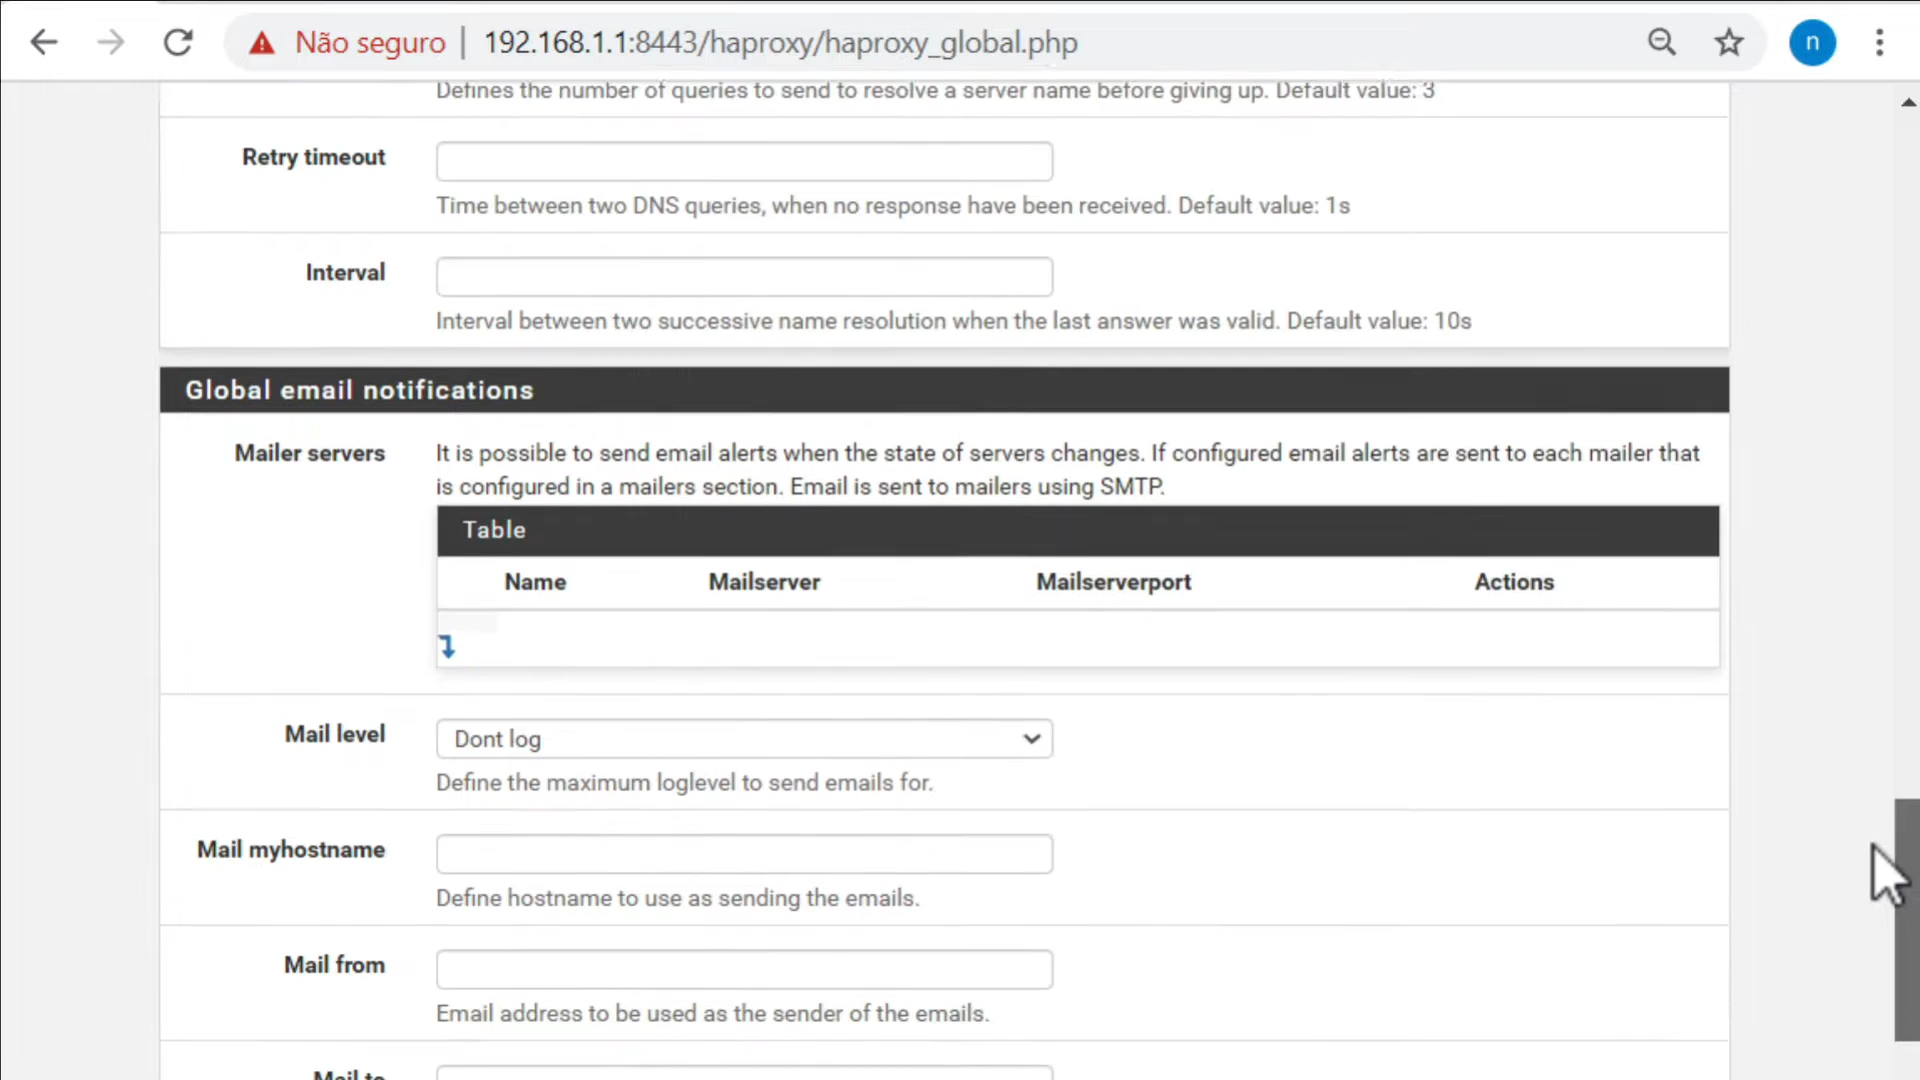 Não seguro | 192.168.1.1:8443/haproxy/haproxy_global.php
n
Defines the number of queries to send to resolve a server name before giving up. Default value: 3
Retry timeout
Time between two DNS queries, when no response have been received. Default value: 1s
Interval
Interval between two successive name resolution when the last answer was valid. Default value: 10s
Global email notifications
Mailer servers
It is possible to send email alerts when the state of servers changes. If configured email alerts are sent to each mailer that
is configured in a mailers section. Email is sent to mailers using SMTP.
Table
Name Mailserver Mailserverport Actions
Mail level
Dont log
Define the maximum loglevel to send emails for.
Mail myhostname
Define hostname to use as sending the emails.
Mail from
Email address to be used as the sender of the emails.
Mail to